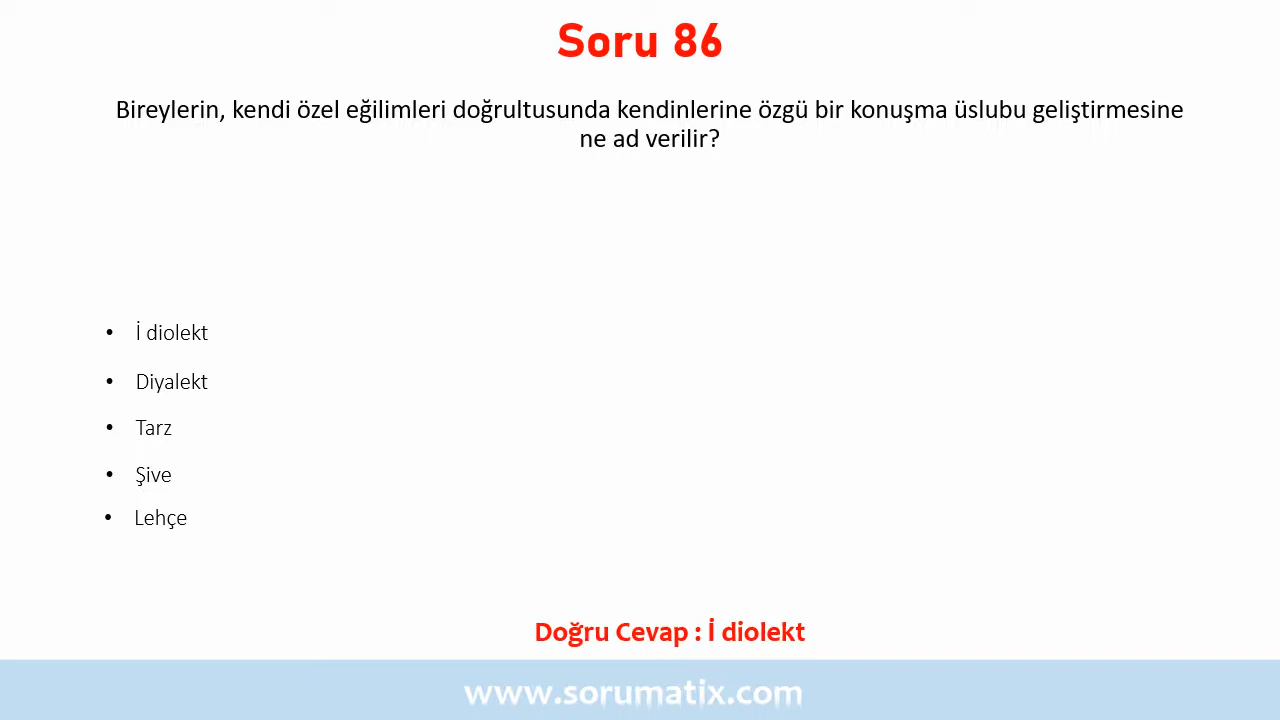 Soru 86
Bireylerin, kendi özel eğilimleri doğrultusunda kendinlerine özgü bir konuşma üslubu geliştirmesine
ne ad verilir?
• İ diolekt
• Diyalekt
• Tarz
• Şive
• Lehçe
Doğru Cevap : İ diolekt
www.sorumatix.com